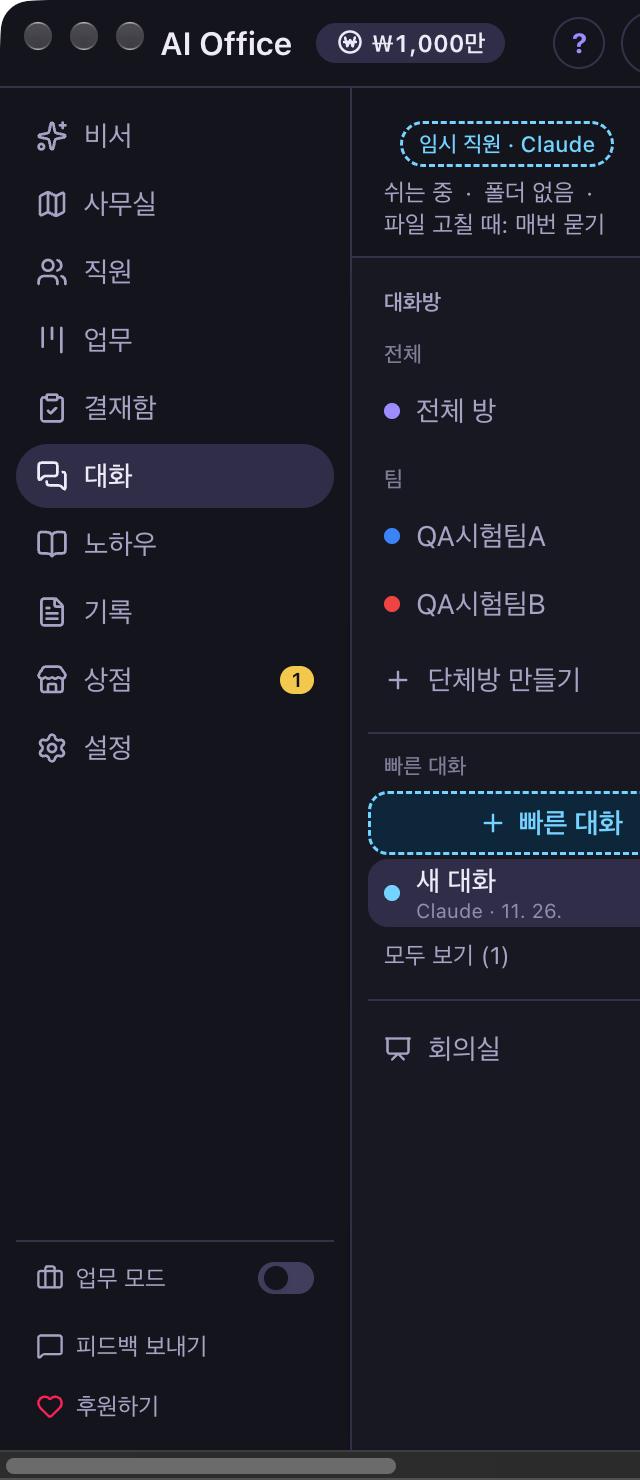 AI Office
₩1,000만
?
비서
사무실
직원
업무
결재함
대화
노하우
기록
상점
1
설정
업무 모드
피드백 보내기
후원하기
임시 직원 · Claude
쉬는 중 · 폴더 없음 ·
파일 고칠 때: 매번 묻기
대화방
전체
전체 방
팀
QA시험팀A
QA시험팀B
+ 단체방 만들기
빠른 대화
+ 빠른 대화
새 대화
Claude · 11. 26.
모두 보기 (1)
회의실